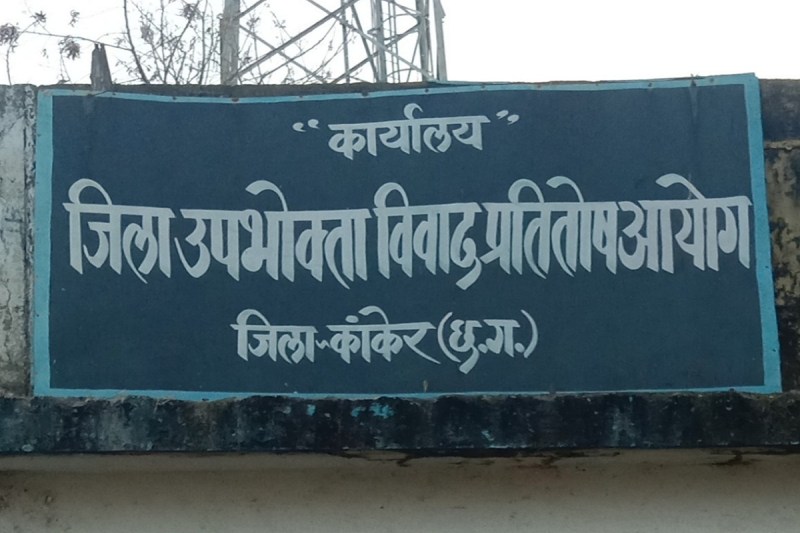 “कार्यालय”
जिला उपभोक्ता विवाद प्रतितोष आयोग
जिला-कांकेर (छ.ग.)